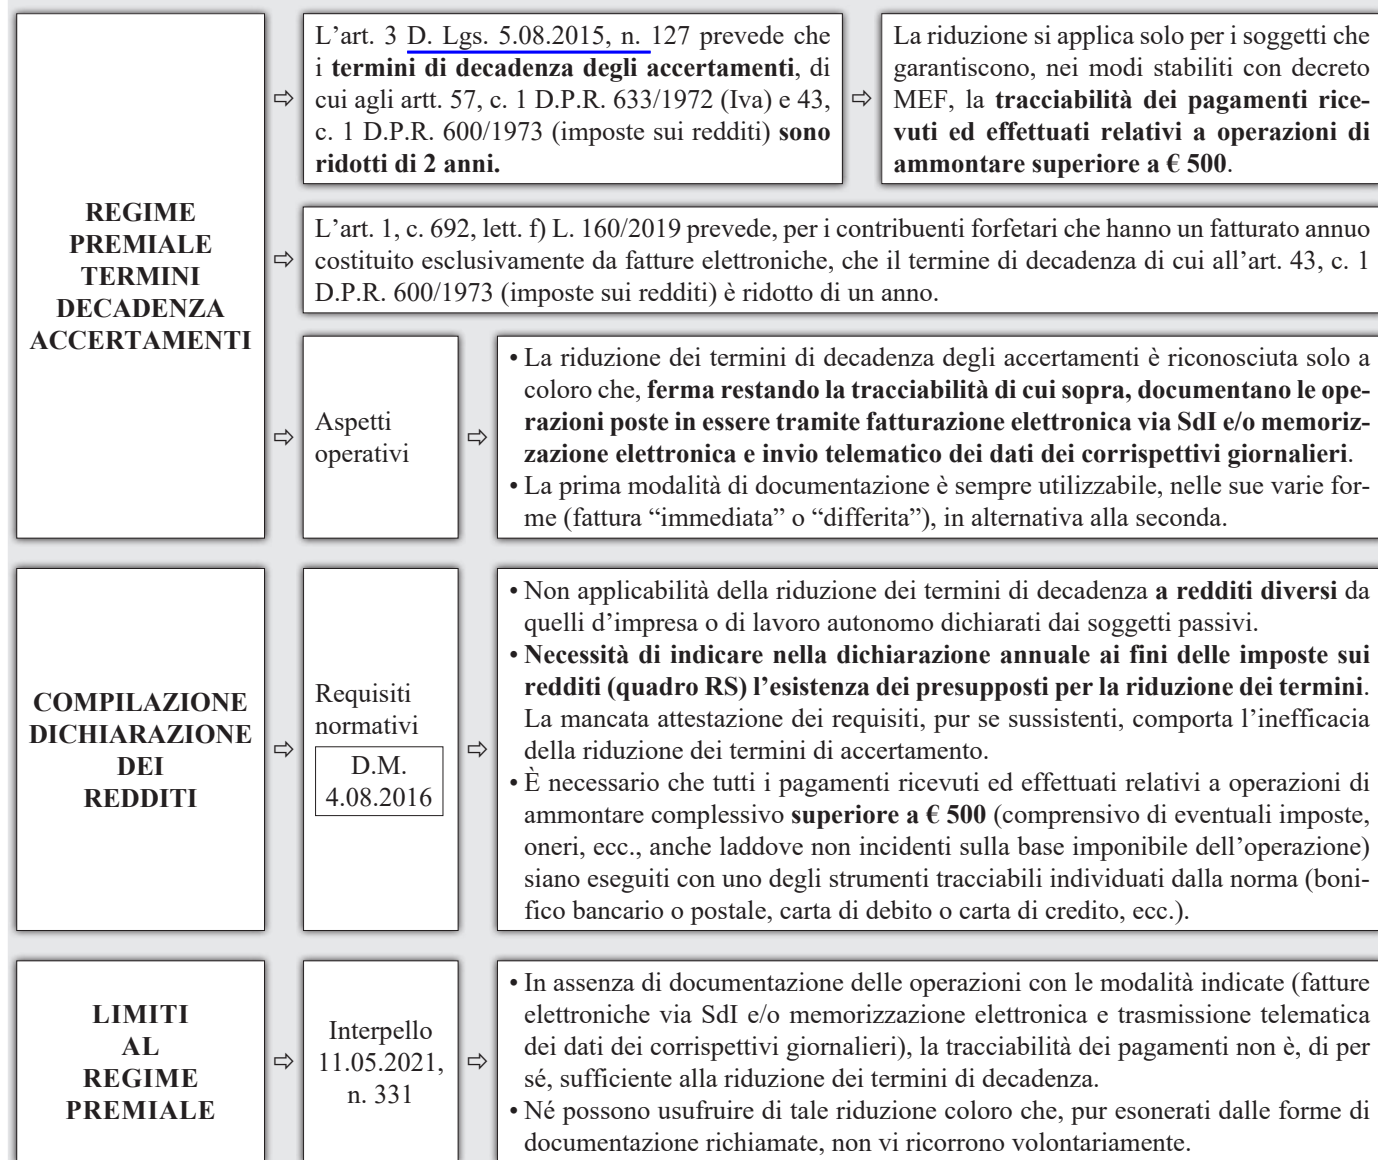 REGIME
PREMIALE
TERMINI
DECADENZA
ACCERTAMENTI
⇨
L’art. 3 D. Lgs. 5.08.2015, n. 127 prevede che
i termini di decadenza degli accertamenti, di
cui agli artt. 57, c. 1 D.P.R. 633/1972 (Iva) e 43,
c. 1 D.P.R. 600/1973 (imposte sui redditi) sono
ridotti di 2 anni.
⇨
La riduzione si applica solo per i soggetti che
garantiscono, nei modi stabiliti con decreto
MEF, la tracciabilità dei pagamenti rice-
vuti ed effettuati relativi a operazioni di
ammontare superiore a € 500.
⇨
L’art. 1, c. 692, lett. f) L. 160/2019 prevede, per i contribuenti forfetari che hanno un fatturato annuo
costituito esclusivamente da fatture elettroniche, che il termine di decadenza di cui all’art. 43, c. 1
D.P.R. 600/1973 (imposte sui redditi) è ridotto di un anno.
⇨
Aspetti
operativi
⇨
• La riduzione dei termini di decadenza degli accertamenti è riconosciuta solo a
coloro che, ferma restando la tracciabilità di cui sopra, documentano le ope-
razioni poste in essere tramite fatturazione elettronica via SdI e/o memoriz-
zazione elettronica e invio telematico dei dati dei corrispettivi giornalieri.
• La prima modalità di documentazione è sempre utilizzabile, nelle sue varie for-
me (fattura “immediata” o “differita”), in alternativa alla seconda.
COMPILAZIONE
DICHIARAZIONE
DEI
REDDITI
⇨
Requisiti
normativi
D.M.
4.08.2016
⇨
• Non applicabilità della riduzione dei termini di decadenza a redditi diversi da
quelli d’impresa o di lavoro autonomo dichiarati dai soggetti passivi.
• Necessità di indicare nella dichiarazione annuale ai fini delle imposte sui
redditi (quadro RS) l’esistenza dei presupposti per la riduzione dei termini.
La mancata attestazione dei requisiti, pur se sussistenti, comporta l’inefficacia
della riduzione dei termini di accertamento.
• È necessario che tutti i pagamenti ricevuti ed effettuati relativi a operazioni di
ammontare complessivo superiore a € 500 (comprensivo di eventuali imposte,
oneri, ecc., anche laddove non incidenti sulla base imponibile dell’operazione)
siano eseguiti con uno degli strumenti tracciabili individuati dalla norma (boni-
fico bancario o postale, carta di debito o carta di credito, ecc.).
LIMITI
AL
REGIME
PREMIALE
⇨
Interpello
11.05.2021,
n. 331
⇨
• In assenza di documentazione delle operazioni con le modalità indicate (fatture
elettroniche via SdI e/o memorizzazione elettronica e trasmissione telematica
dei dati dei corrispettivi giornalieri), la tracciabilità dei pagamenti non è, di per
sé, sufficiente alla riduzione dei termini di decadenza.
• Né possono usufruire di tale riduzione coloro che, pur esonerati dalle forme di
documentazione richiamate, non vi ricorrono volontariamente.